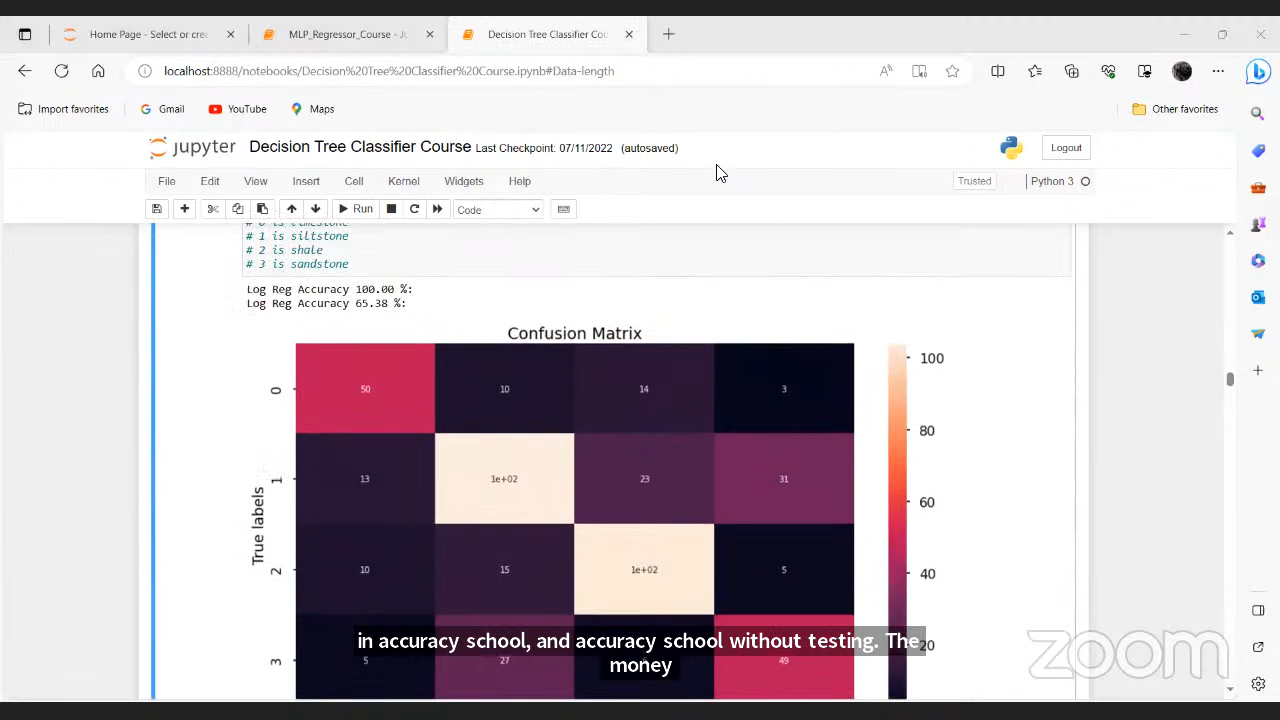 Home Page - Select or crea
MLP_Regressor_Course - Ju
Decision Tree Classifier Cou
localhost:8888/notebooks/Decision%20Tree%20Classifier%20Course.ipynb#Data-length
Import favorites
Gmail
YouTube
Maps
Other favorites
jupyter Decision Tree Classifier Course Last Checkpoint: 07/11/2022 (autosaved)
Logout
File Edit View Insert Cell Kernel Widgets Help
Trusted
Python 3
Run
Code
# 1 is siltstone
# 2 is shale
# 3 is sandstone
Log Reg Accuracy 100.00 %:
Log Reg Accuracy 65.38 %:
Confusion Matrix
0 50 10 14 3
1 13 1e+02 23 31
2 10 15 1e+02 5
3 5 27 49
True labels
100
80
60
40
20
in accuracy school, and accuracy school without testing. The
money
zoom